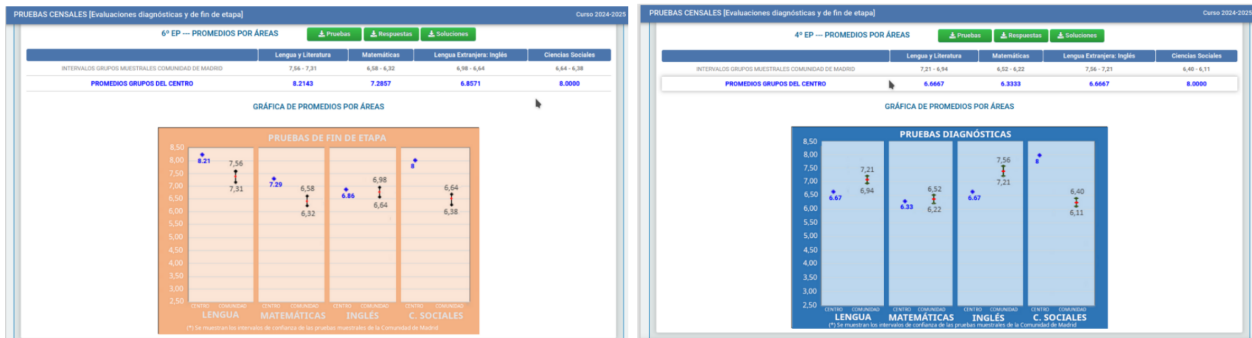 PRUEBAS CENSALES [Evaluaciones diagnósticas y de fin de etapa]
Curso 2024-2025
6º EP --- PROMEDIOS POR ÁREAS
Pruebas
Respuestas
Soluciones
Lengua y Literatura
Matemáticas
Lengua Extranjera: Inglés
Ciencias Sociales
INTERVALOS GRUPOS MUESTRALES COMUNIDAD DE MADRID
7,56 - 7,31
6,58 - 6,32
6,98 - 6,64
6,64 - 6,38
PROMEDIOS GRUPOS DEL CENTRO
8.2143
7.2857
6.8571
8.0000
GRÁFICA DE PROMEDIOS POR ÁREAS
PRUEBAS DE FIN DE ETAPA
8,50
8,00
7,50
7,00
6,50
6,00
5,50
5,00
4,50
4,00
3,50
3,00
2,50
8.21
7,56
7,31
7.29
6,58
6,52
6.86
6,98
6,64
8
6,64
6,38
CENTRO COMUNIDAD
CENTRO COMUNIDAD
CENTRO COMUNIDAD
CENTRO COMUNIDAD
LENGUA
MATEMÁTICAS
INGLÉS
C. SOCIALES
(*) Se muestran los intervalos de confianza de las pruebas muestrales de la Comunidad de Madrid
PRUEBAS CENSALES [Evaluaciones diagnósticas y de fin de etapa]
Curso 2024-2025
4º EP --- PROMEDIOS POR ÁREAS
Pruebas
Respuestas
Soluciones
Lengua y Literatura
Matemáticas
Lengua Extranjera: Inglés
Ciencias Sociales
INTERVALOS GRUPOS MUESTRALES COMUNIDAD DE MADRID
7,21 - 6,94
6,52 - 6,22
7,56 - 7,21
6,40 - 6,11
PROMEDIOS GRUPOS DEL CENTRO
6.6667
6.3333
6.6667
8.0000
GRÁFICA DE PROMEDIOS POR ÁREAS
PRUEBAS DIAGNÓSTICAS
8,50
8,00
7,50
7,00
6,50
6,00
5,50
5,00
4,50
4,00
3,50
3,00
2,50
6.67
7,21
6,94
6.33
6,52
6,22
6.67
7,56
7,21
8
6,40
6,11
CENTRO COMUNIDAD
CENTRO COMUNIDAD
CENTRO COMUNIDAD
CENTRO COMUNIDAD
LENGUA
MATEMÁTICAS
INGLÉS
C. SOCIALES
(*) Se muestran los intervalos de confianza de las pruebas muestrales de la Comunidad de Madrid